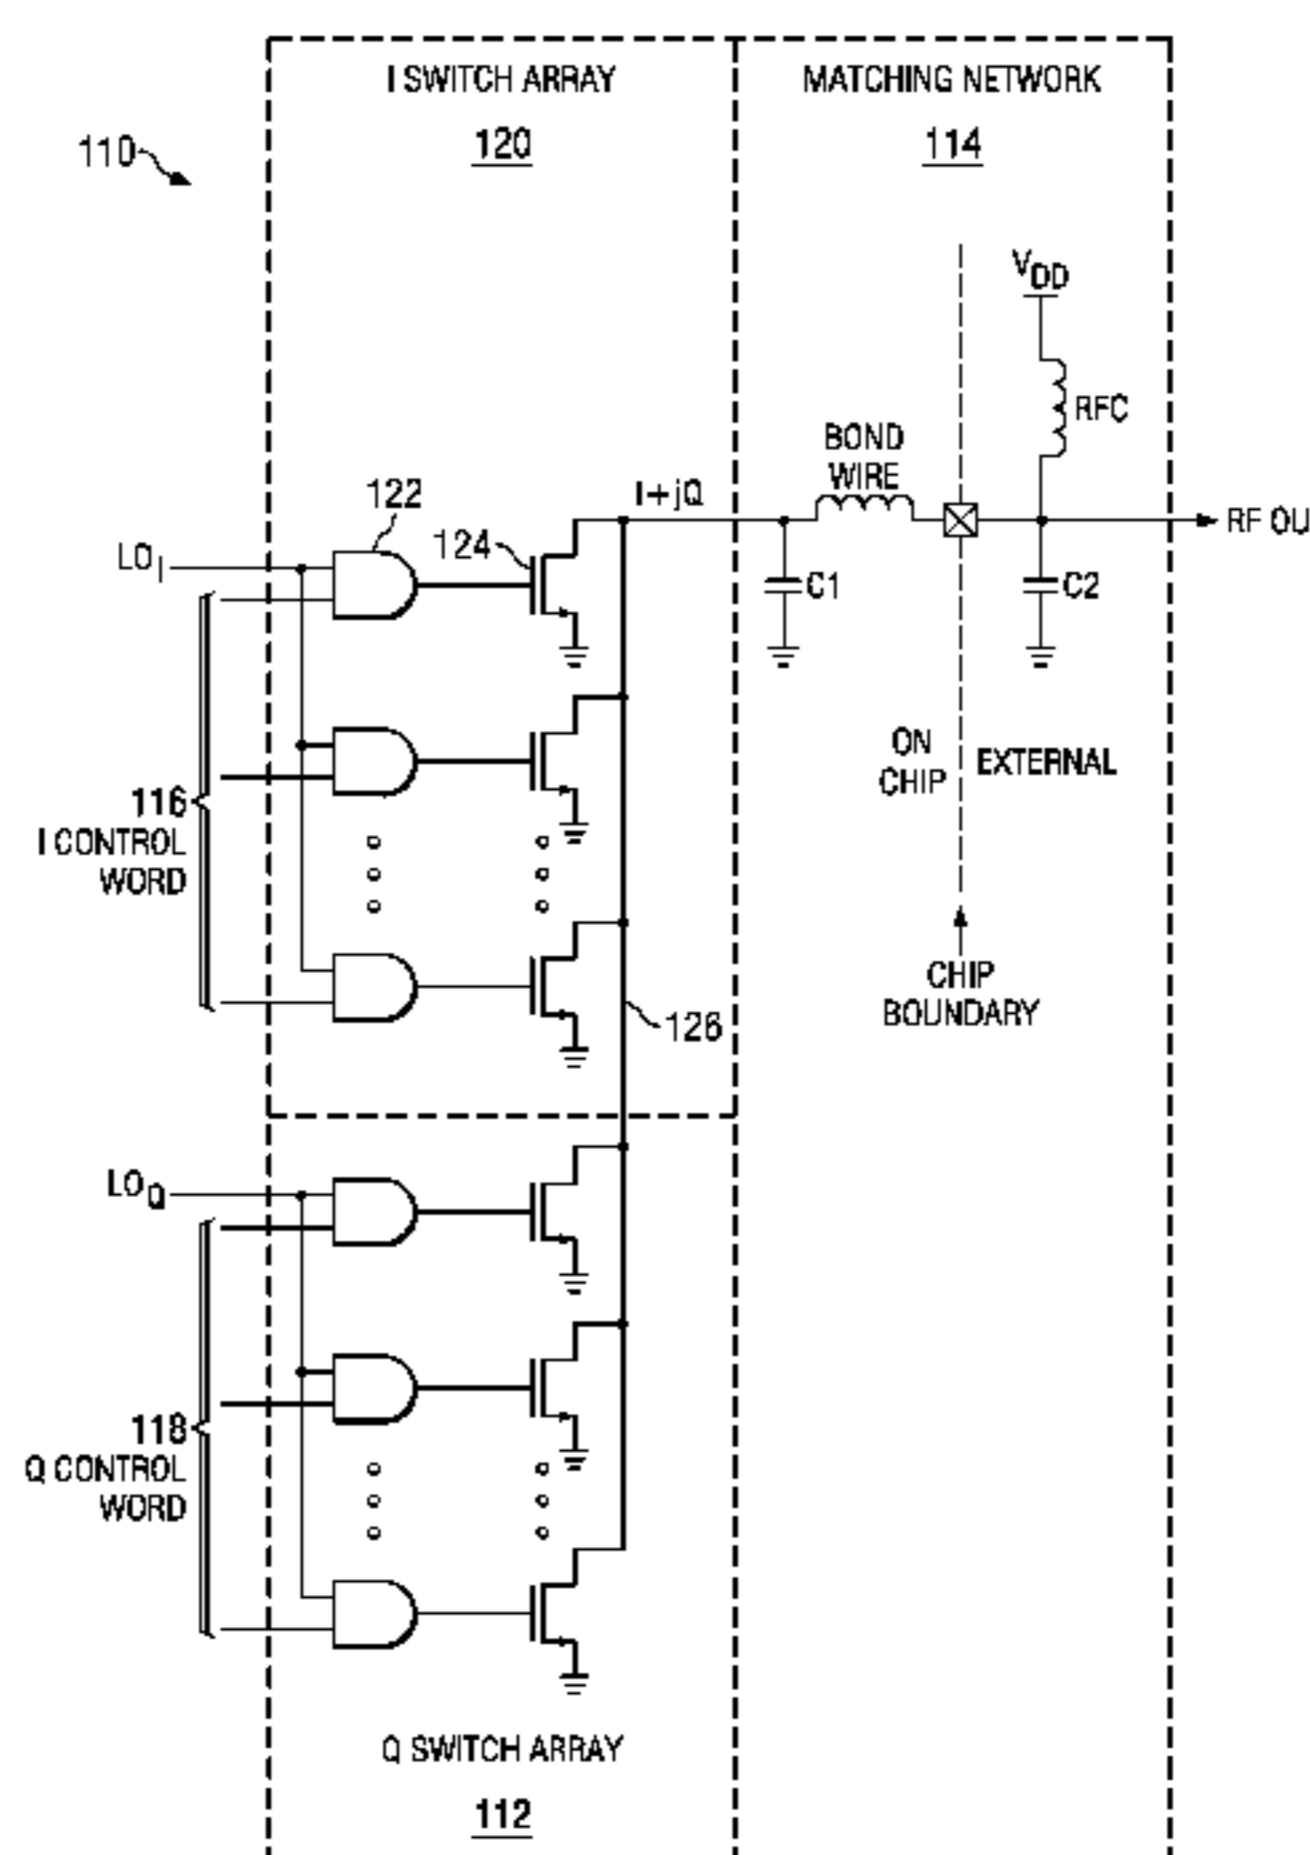 I SWITCH ARRAY
120
MATCHING NETWORK
114
110
VDD
RFC
BOND
WIRE
I+jQ
RF OU
122
124
LOI
C1
C2
ON
CHIP
EXTERNAL
116
I CONTROL
WORD
CHIP
BOUNDARY
126
LOQ
118
Q CONTROL
WORD
Q SWITCH ARRAY
112